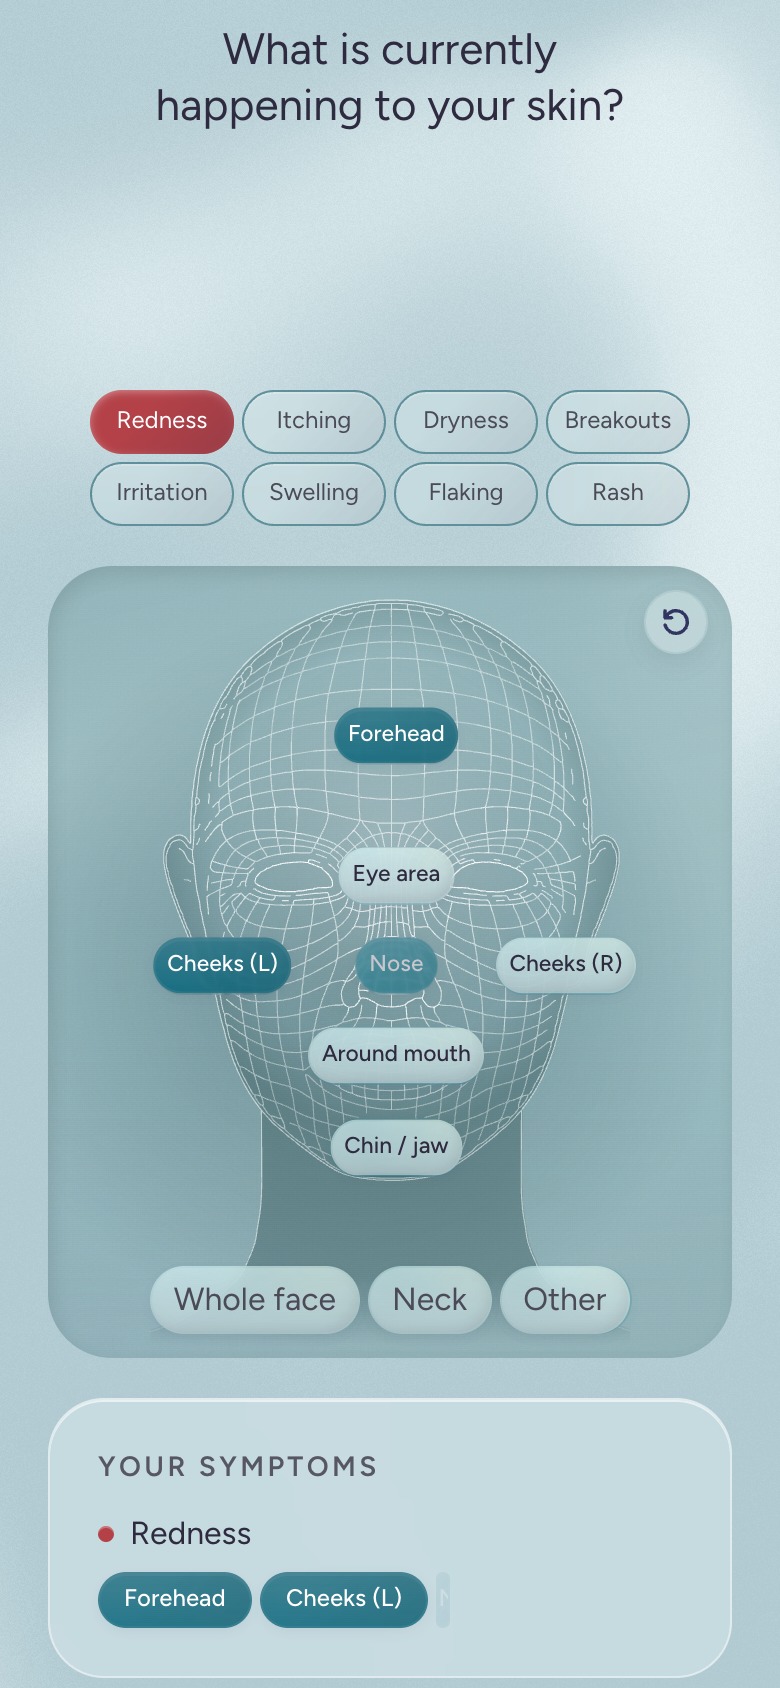 What is currently
happening to your skin?
Redness Itching Dryness Breakouts
Irritation Swelling Flaking Rash
Forehead
Eye area
Cheeks (L) Nose Cheeks (R)
Around mouth
Chin / jaw
Whole face Neck Other
YOUR SYMPTOMS
Redness
Forehead Cheeks (L)